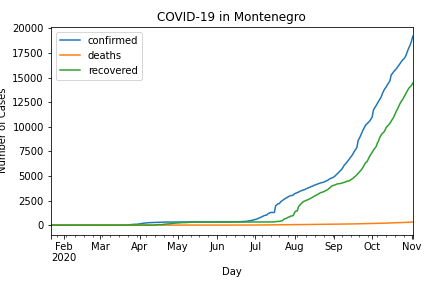 COVID-19 in Montenegro
confirmed
deaths
recovered
20000
17500
15000
12500
10000
7500
5000
2500
0
Number of Cases
Feb Mar Apr May Jun Jul Aug Sep Oct Nov
2020
Day